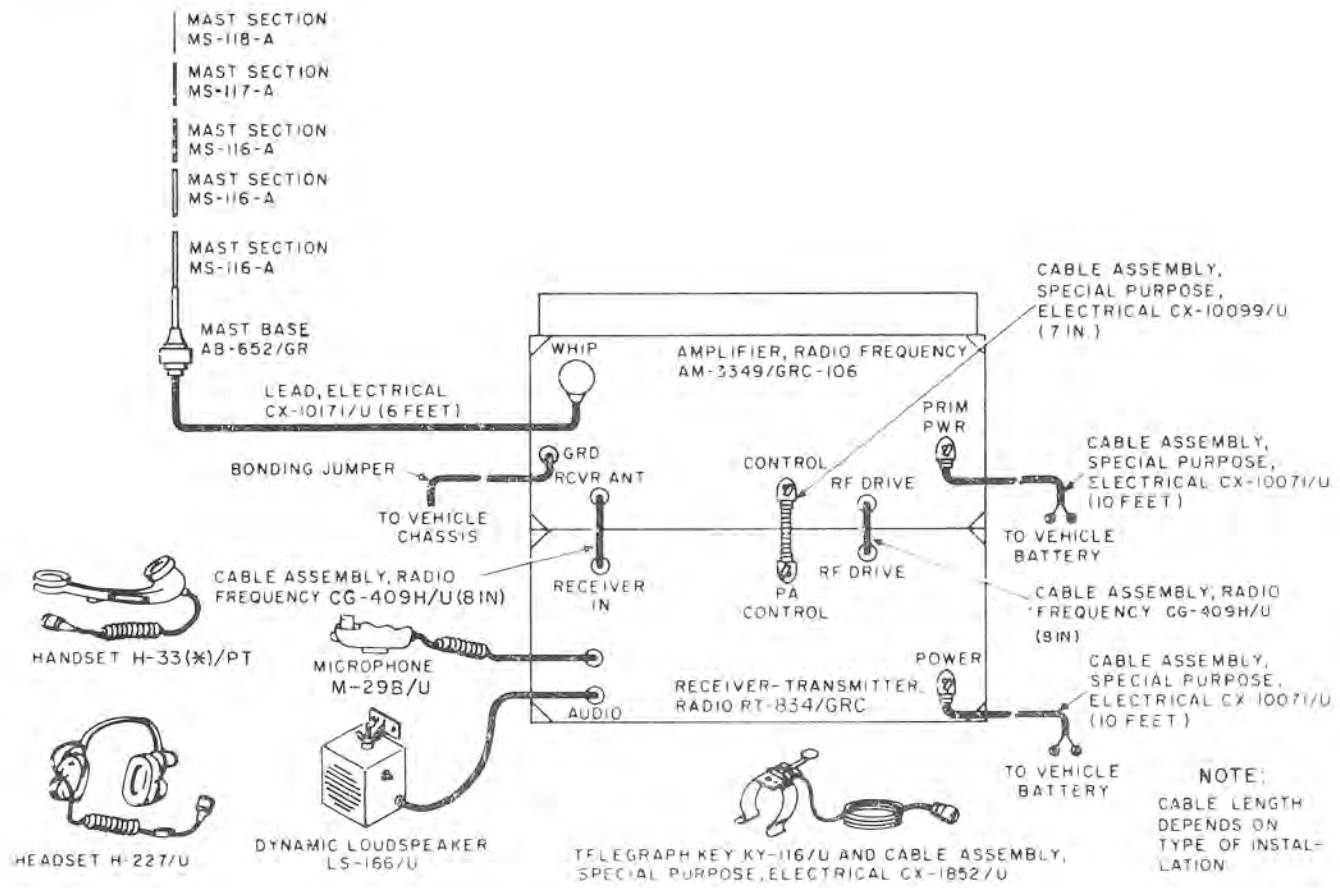 MAST SECTION
MS-118-A
MAST SECTION
MS-117-A
MAST SECTION
MS-116-A
MAST SECTION
MS-116-A
MAST SECTION
MS-116-A
MAST BASE
AB-652/GR
LEAD, ELECTRICAL
CX-10171/U (6 FEET)
WHIP
AMPLIFIER, RADIO FREQUENCY
AM-3349/GRC-106
CABLE ASSEMBLY,
SPECIAL PURPOSE,
ELECTRICAL CX-10099/U
(7 IN.)
PRIM
PWR
CABLE ASSEMBLY,
SPECIAL PURPOSE,
ELECTRICAL CX-10071/U
(10 FEET)
TO VEHICLE
BATTERY
GRD
BONDING JUMPER
TO VEHICLE
CHASSIS
RCVR ANT
CONTROL
RF DRIVE
CABLE ASSEMBLY, RADIO
FREQUENCY CG-409H/U (8IN)
RECEIVER
IN
PA
CONTROL
RF DRIVE
CABLE ASSEMBLY, RADIO
FREQUENCY CG-409H/U
(8IN)
HANDSET H-33(*)/PT
MICROPHONE
M-29B/U
AUDIO
RECEIVER-TRANSMITTER,
RADIO RT-834/GRC
POWER
CABLE ASSEMBLY,
SPECIAL PURPOSE,
ELECTRICAL CX-10071/U
(10 FEET)
TO VEHICLE
BATTERY
HEADSET H-227/U
DYNAMIC LOUDSPEAKER
LS-166/U
TELEGRAPH KEY KY-116/U AND CABLE ASSEMBLY,
SPECIAL PURPOSE, ELECTRICAL CX-1852/U
NOTE:
CABLE LENGTH
DEPENDS ON
TYPE OF INSTAL-
LATION.